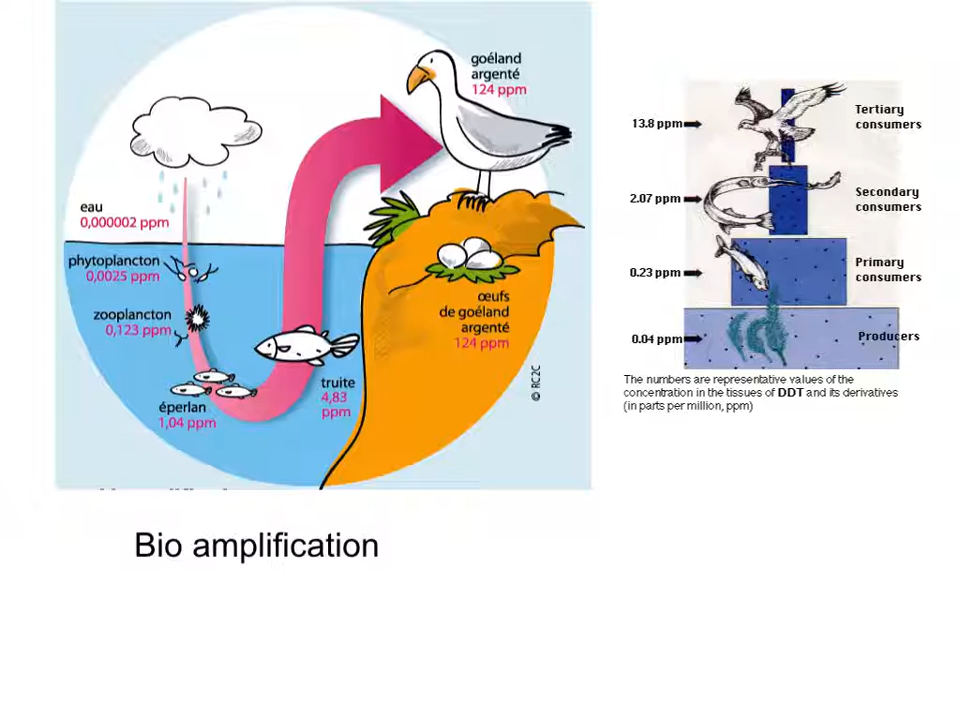 goéland
argenté
124 ppm
eau
0,000002 ppm
phytoplancton
0,0025 ppm
zooplancton
0,123 ppm
éperlan
1,04 ppm
truite
4,83
ppm
œufs
de goéland
argenté
124 ppm
© RC2C
13.8 ppm
Tertiary
consumers
2.07 ppm
Secondary
consumers
0.23 ppm
Primary
consumers
0.04 ppm
Producers
The numbers are representative values of the
concentration in the tissues of DDT and its derivatives
(in parts per million, ppm)
Bio amplification